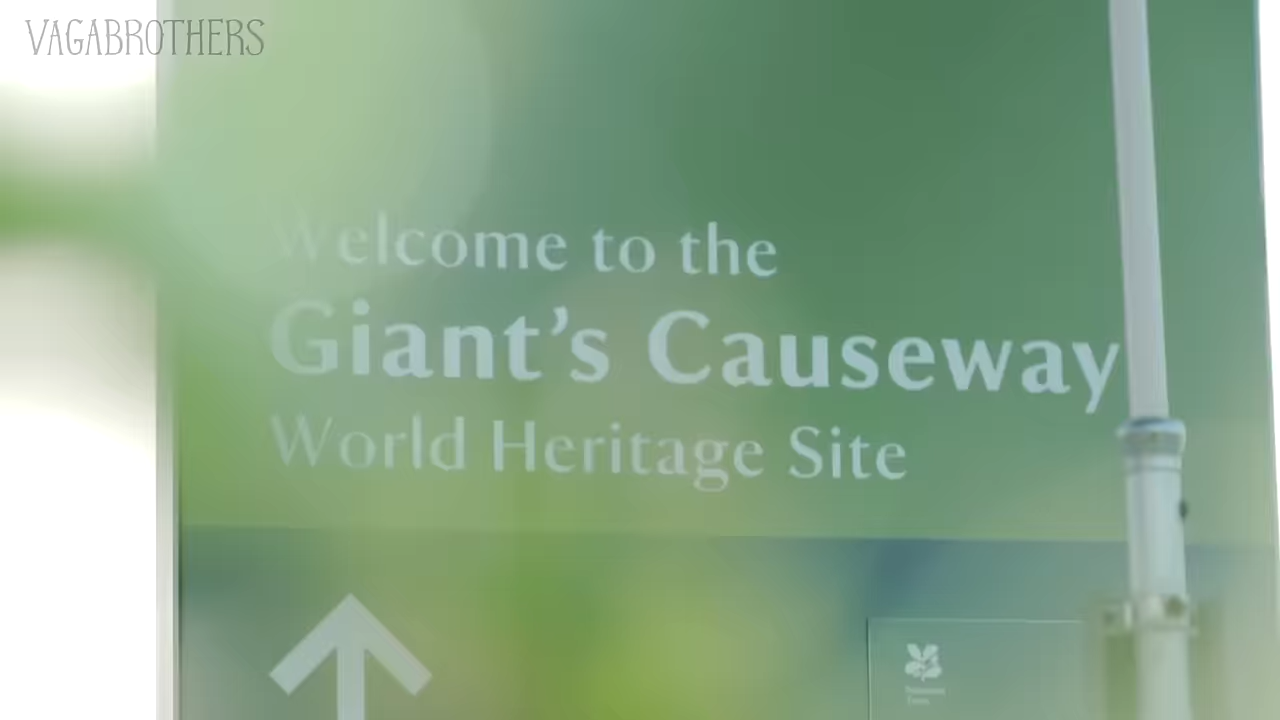 VAGABROTHERS
Welcome to the
Giant's Causeway
World Heritage Site